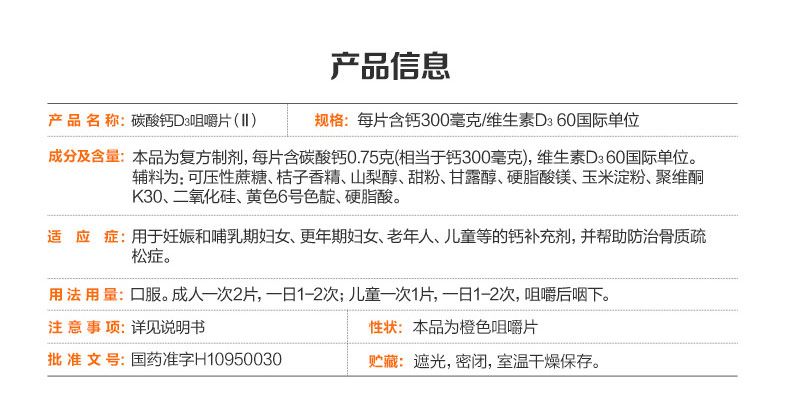 产品信息
产品名称: 碳酸钙D3咀嚼片(Ⅱ) 规格: 每片含钙300毫克/维生素D3 60国际单位
成分及含量: 本品为复方制剂, 每片含碳酸钙0.75克(相当于钙300毫克), 维生素D3 60国际单位。
辅料为: 可压性蔗糖、桔子香精、山梨醇、甜粉、甘露醇、硬脂酸镁、玉米淀粉、聚维酮
K30、二氧化硅、黄色6号色靛、硬脂酸。
适应症: 用于妊娠和哺乳期妇女、更年期妇女、老年人、儿童等的钙补充剂, 并帮助防治骨质疏
松症。
用法用量: 口服。成人一次2片, 一日1-2次; 儿童一次1片, 一日1-2次, 咀嚼后咽下。
注意事项: 详见说明书 性状: 本品为橙色咀嚼片
批准文号: 国药准字H10950030 贮藏: 遮光, 密闭, 室温干燥保存。